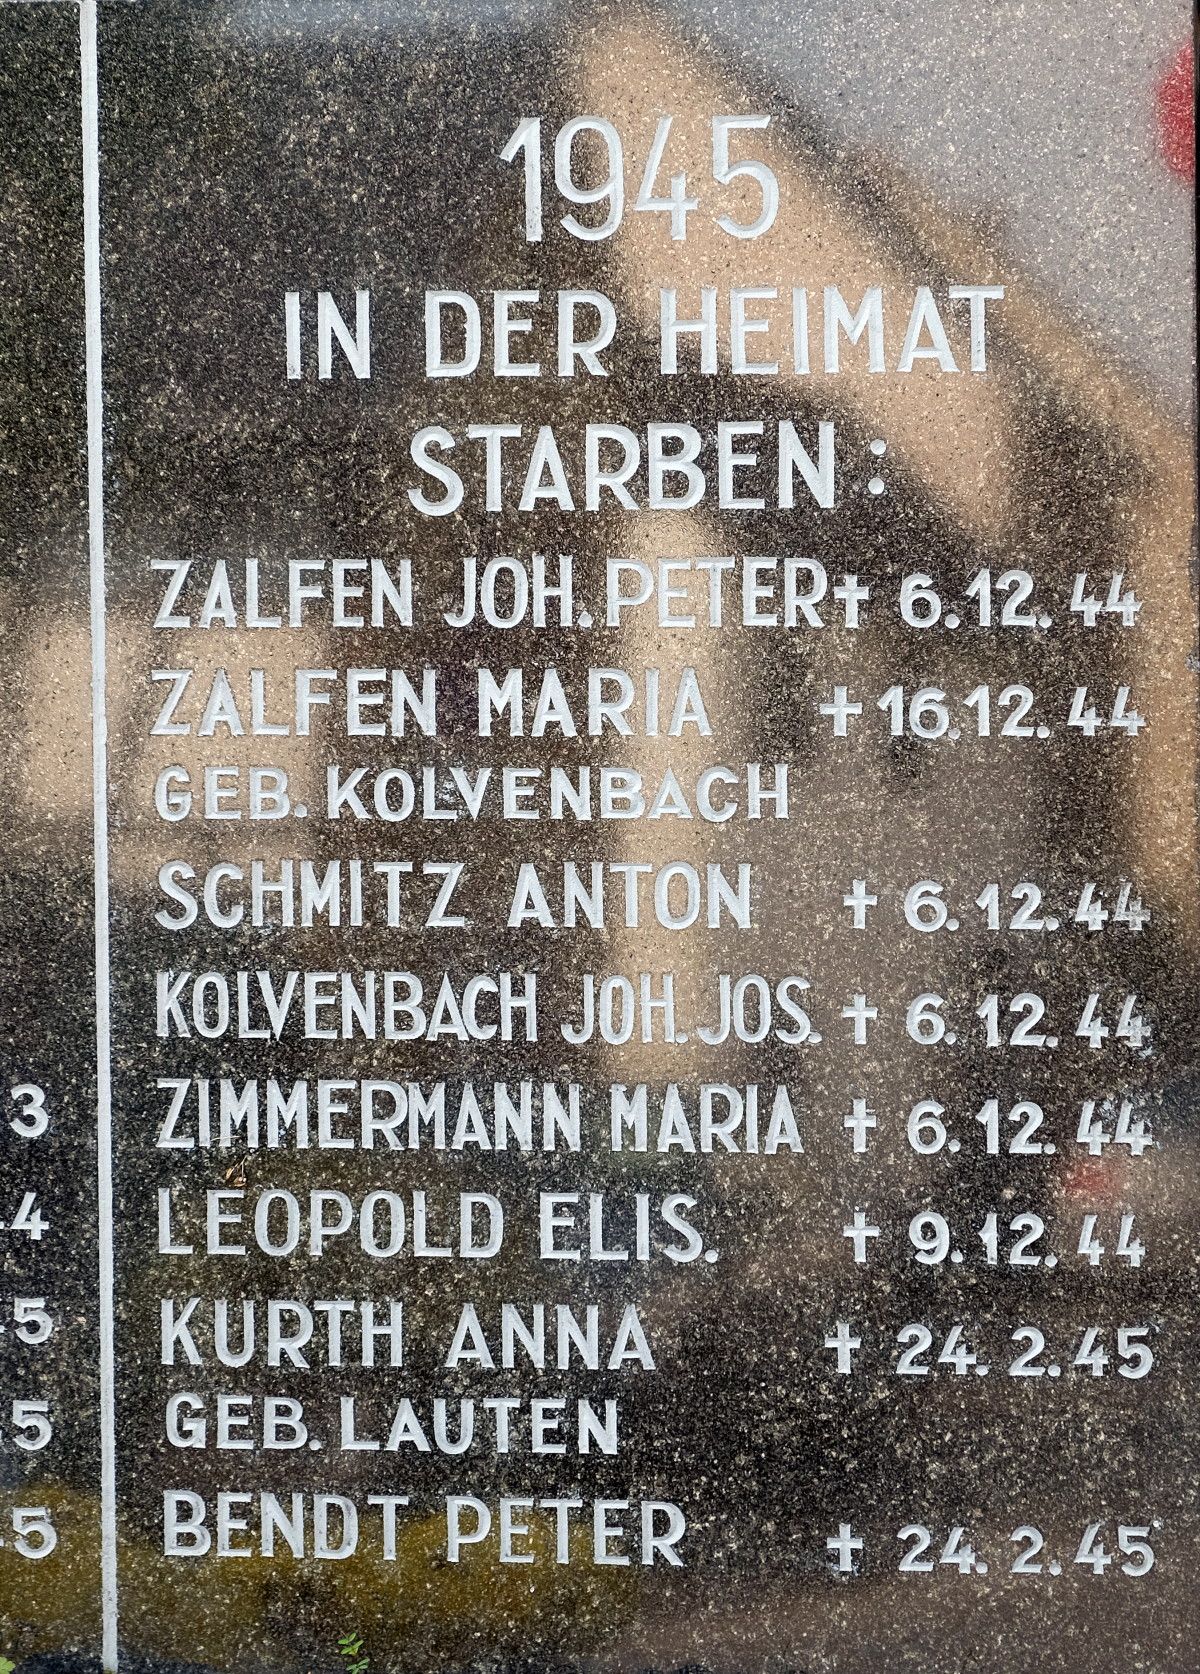 1945
IN DER HEIMAT
STARBEN :
ZALFEN JOH. PETER † 6.12.44
ZALFEN MARIA † 16.12.44
GEB. KOLVENBACH
SCHMITZ ANTON † 6.12.44
KOLVENBACH JOH. JOS. † 6.12.44
ZIMMERMANN MARIA † 6.12.44
LEOPOLD ELIS. † 9.12.44
KURTH ANNA † 24.2.45
GEB. LAUTEN
BENDT PETER † 24.2.45
3
4
5
5
5